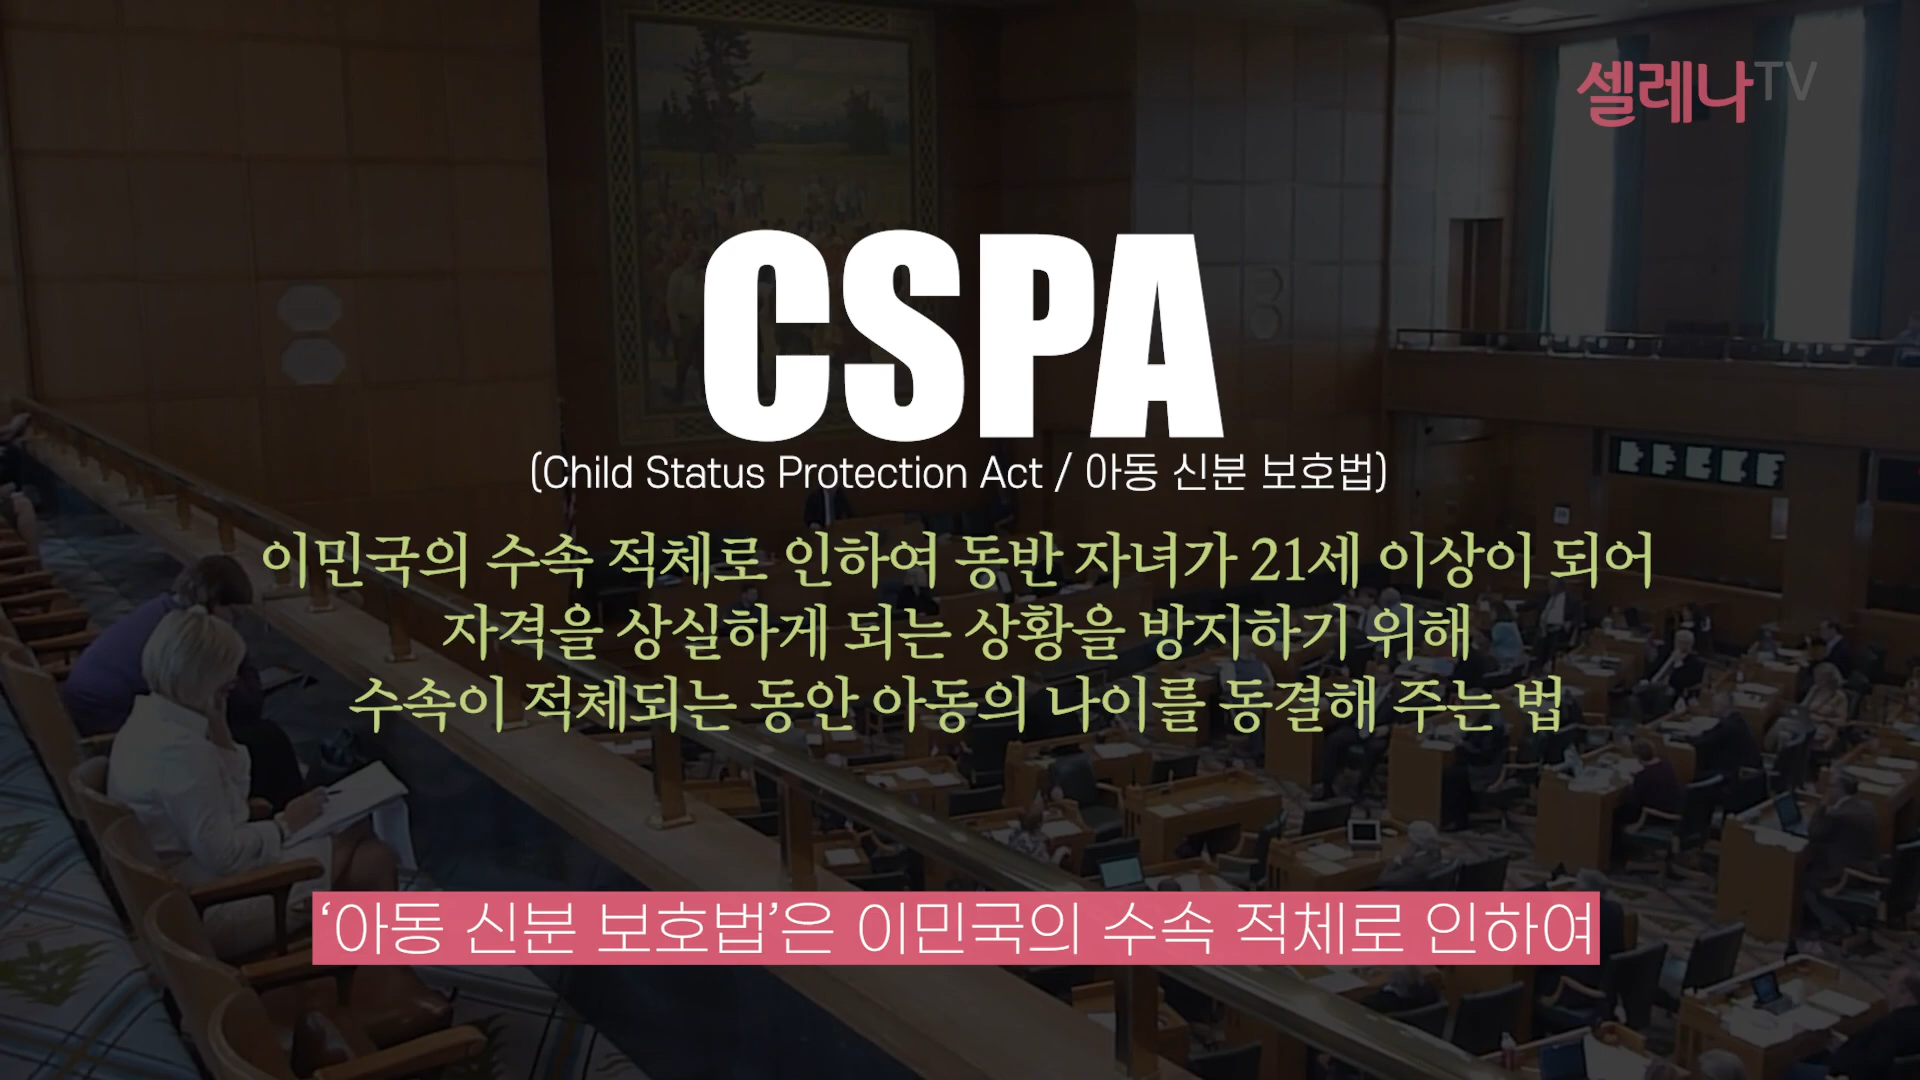 셀레나TV
CSPA
(Child Status Protection Act / 아동 신분 보호법)
이민국의 수속 적체로 인하여 동반 자녀가 21세 이상이 되어
자격을 상실하게 되는 상황을 방지하기 위해
수속이 적체되는 동안 아동의 나이를 동결해 주는 법
‘아동 신분 보호법’은 이민국의 수속 적체로 인하여